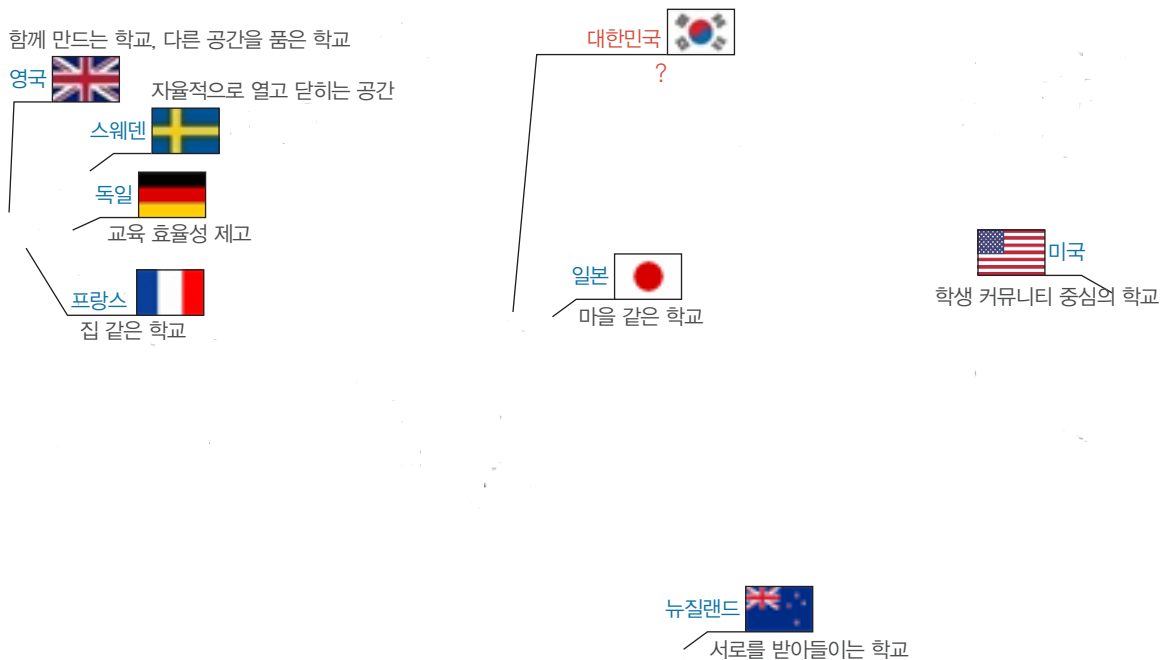 함께 만드는 학교, 다른 공간을 품은 학교
영국
자율적으로 열고 닫히는 공간
스웨덴
독일
교육 효율성 제고
프랑스
집 같은 학교
대한민국
?
일본
마을 같은 학교
미국
학생 커뮤니티 중심의 학교
뉴질랜드
서로를 받아들이는 학교